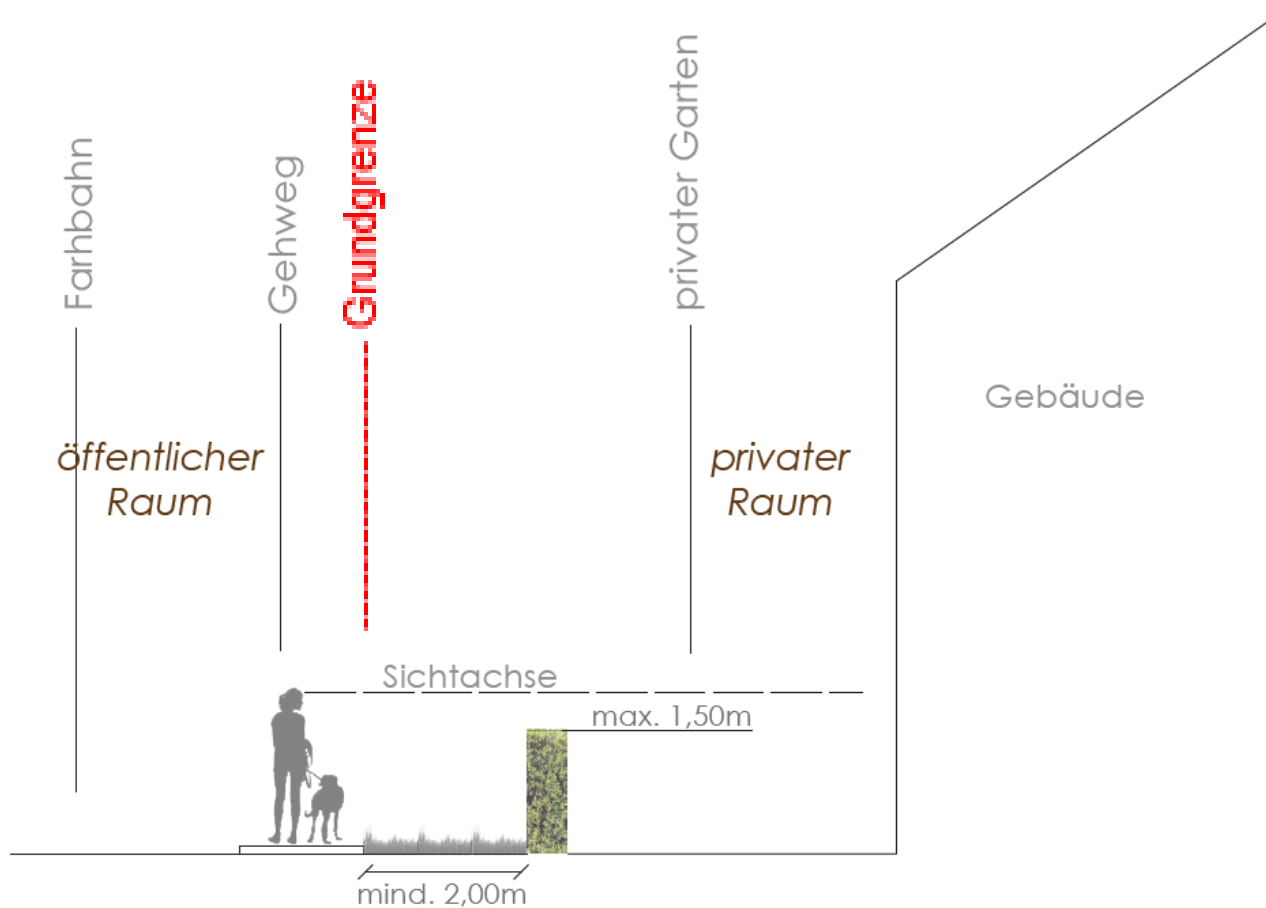 Farhbahn
Gehweg
Grundgrenze
privater Garten
Gebäude
öffentlicher
Raum
privater
Raum
Sichtachse
max. 1,50m
mind. 2,00m